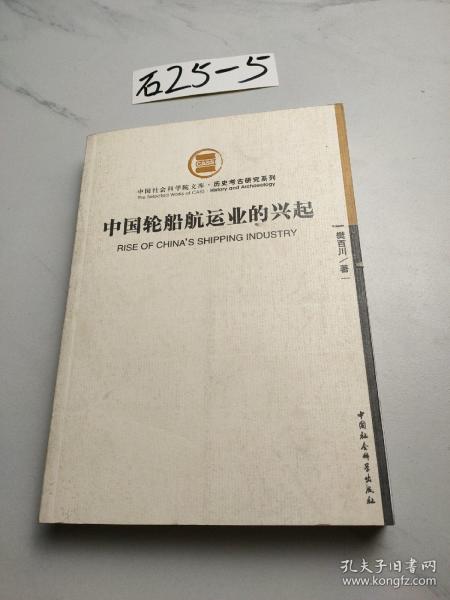 石25-5
CASS
中国社会科学院文库·历史考古研究系列
The Selected Works of CASS · History and Archaeology
中国轮船航运业的兴起
RISE OF CHINA'S SHIPPING INDUSTRY
樊百川/著
中国社会科学出版社
孔夫子旧书网
www.kongfz.com